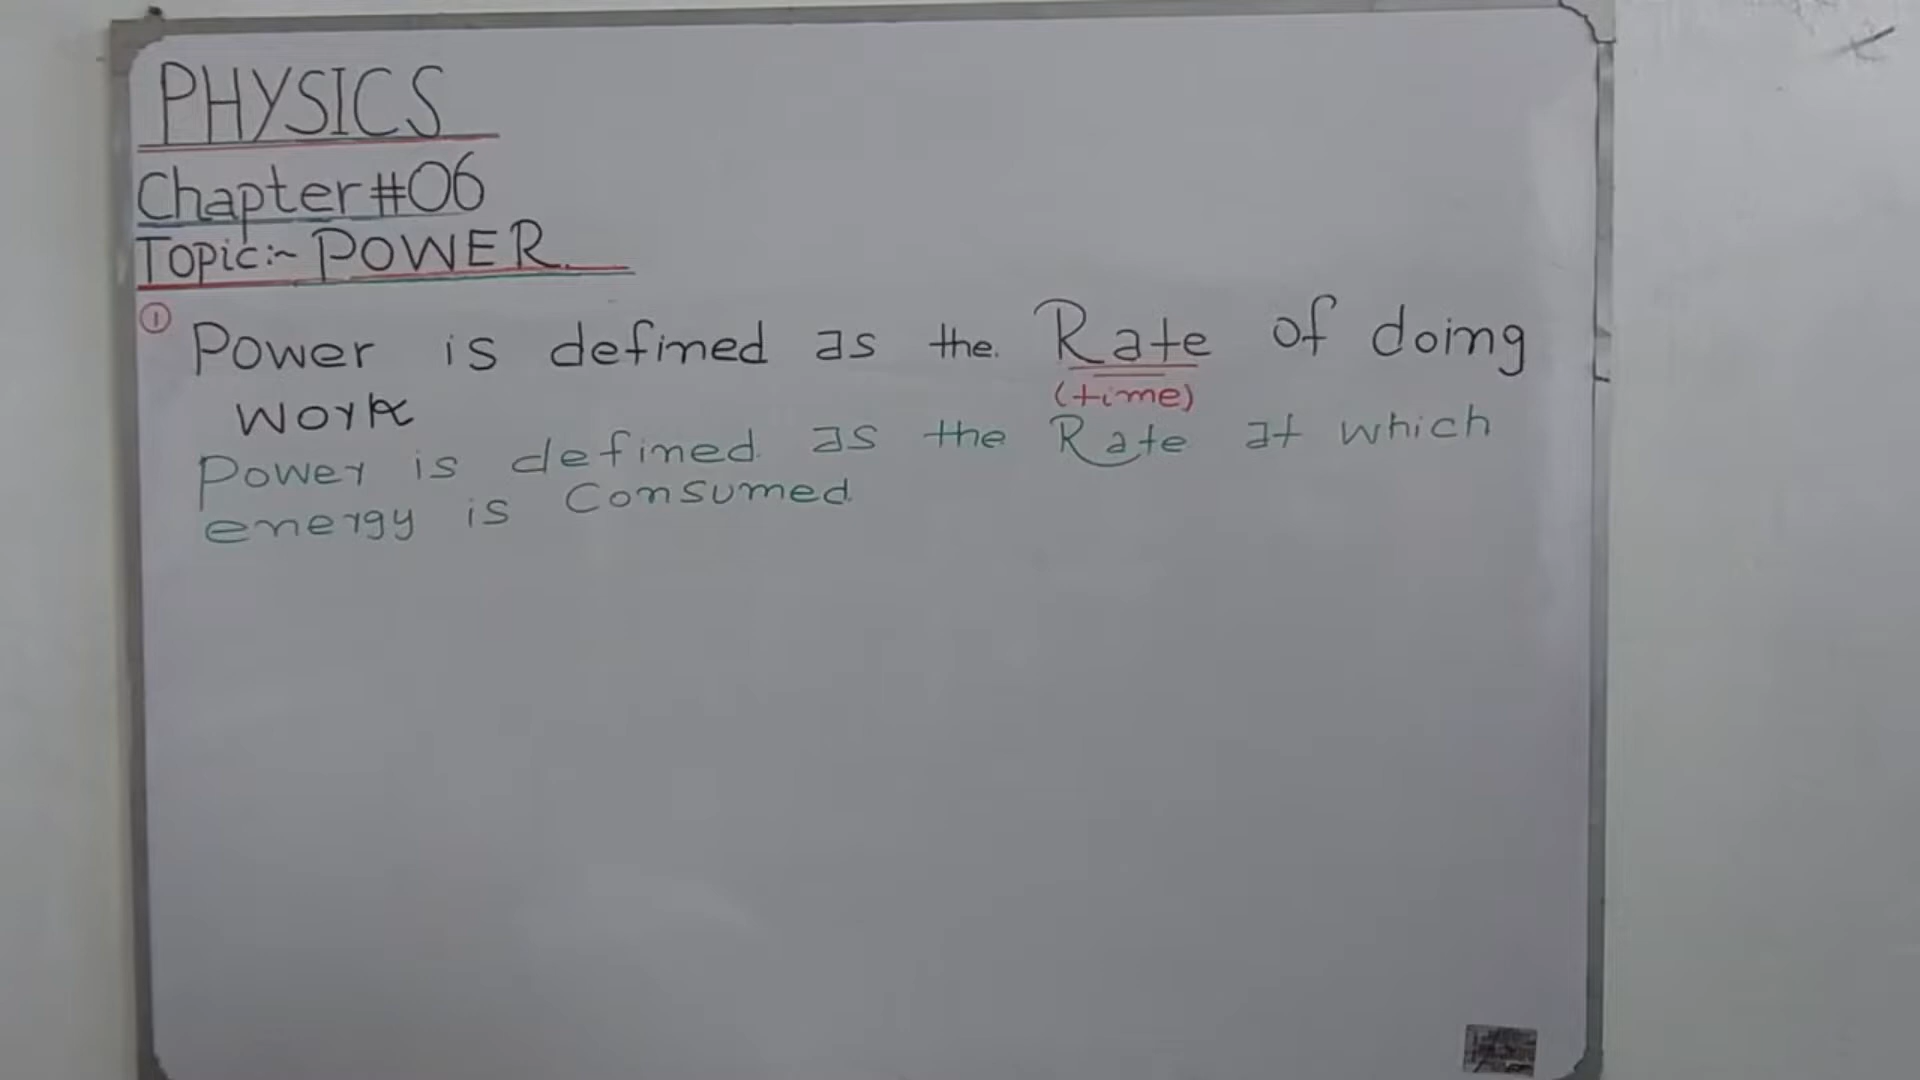 PHYSICS
Chapter #06
Topic:~ POWER.
① Power is defined as the Rate of doing
(time)
work
Power is defined as the Rate at which
energy is Consumed